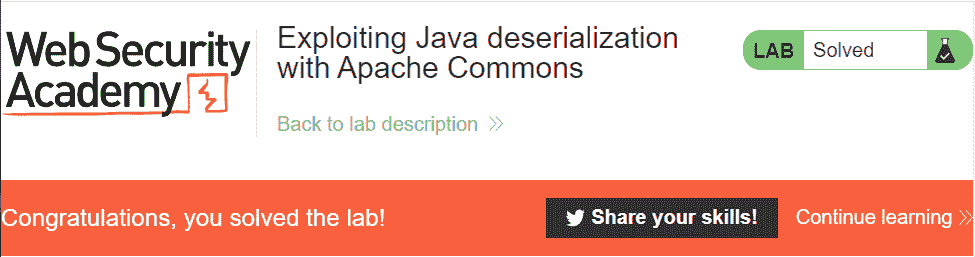 Web Security
Academy
Exploiting Java deserialization
with Apache Commons
Back to lab description
LAB Solved
Congratulations, you solved the lab!
Share your skills!
Continue learning